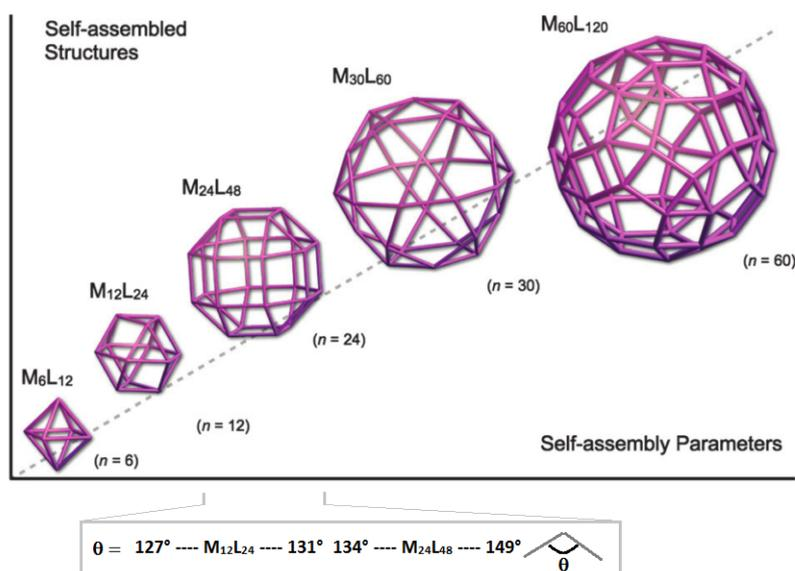 Self-assembled
Structures
M60L120
M30L60
M24L48
M12L24
M6L12
(n = 60)
(n = 30)
(n = 24)
(n = 12)
(n = 6)
Self-assembly Parameters
θ = 127° ---- M12L24 ---- 131° 134° ---- M24L48 ---- 149°
θ